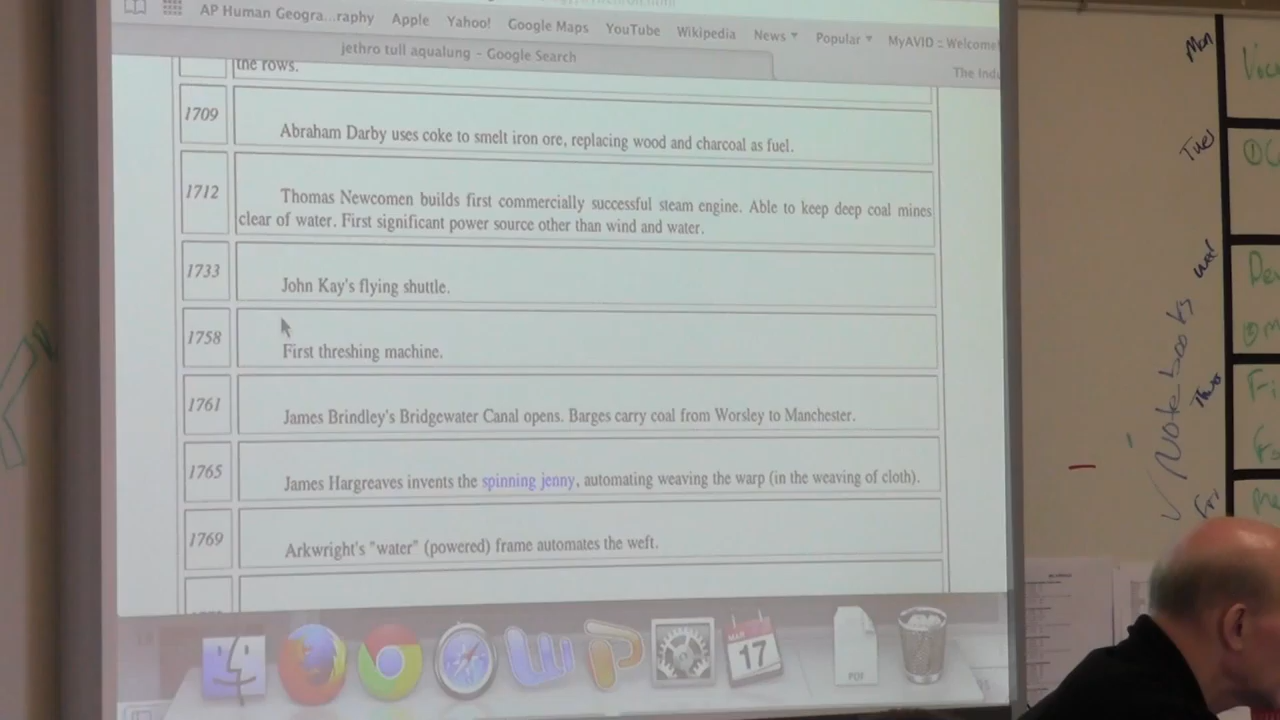 AP Human Geogra...raphy Apple Yahoo! Google Maps YouTube Wikipedia News Popular MyAVID :: Welcome
jethro tull aqualung – Google Search
The Indu
the rows.
1709
Abraham Darby uses coke to smelt iron ore, replacing wood and charcoal as fuel.
1712
Thomas Newcomen builds first commercially successful steam engine. Able to keep deep coal mines
clear of water. First significant power source other than wind and water.
1733
John Kay's flying shuttle.
1758
First threshing machine.
1761
James Brindley's Bridgewater Canal opens. Barges carry coal from Worsley to Manchester.
1765
James Hargreaves invents the spinning jenny, automating weaving the warp (in the weaving of cloth).
1769
Arkwright's "water" (powered) frame automates the weft.
MAR
17
PDF
Mon
Tues
Notebooks
Fri